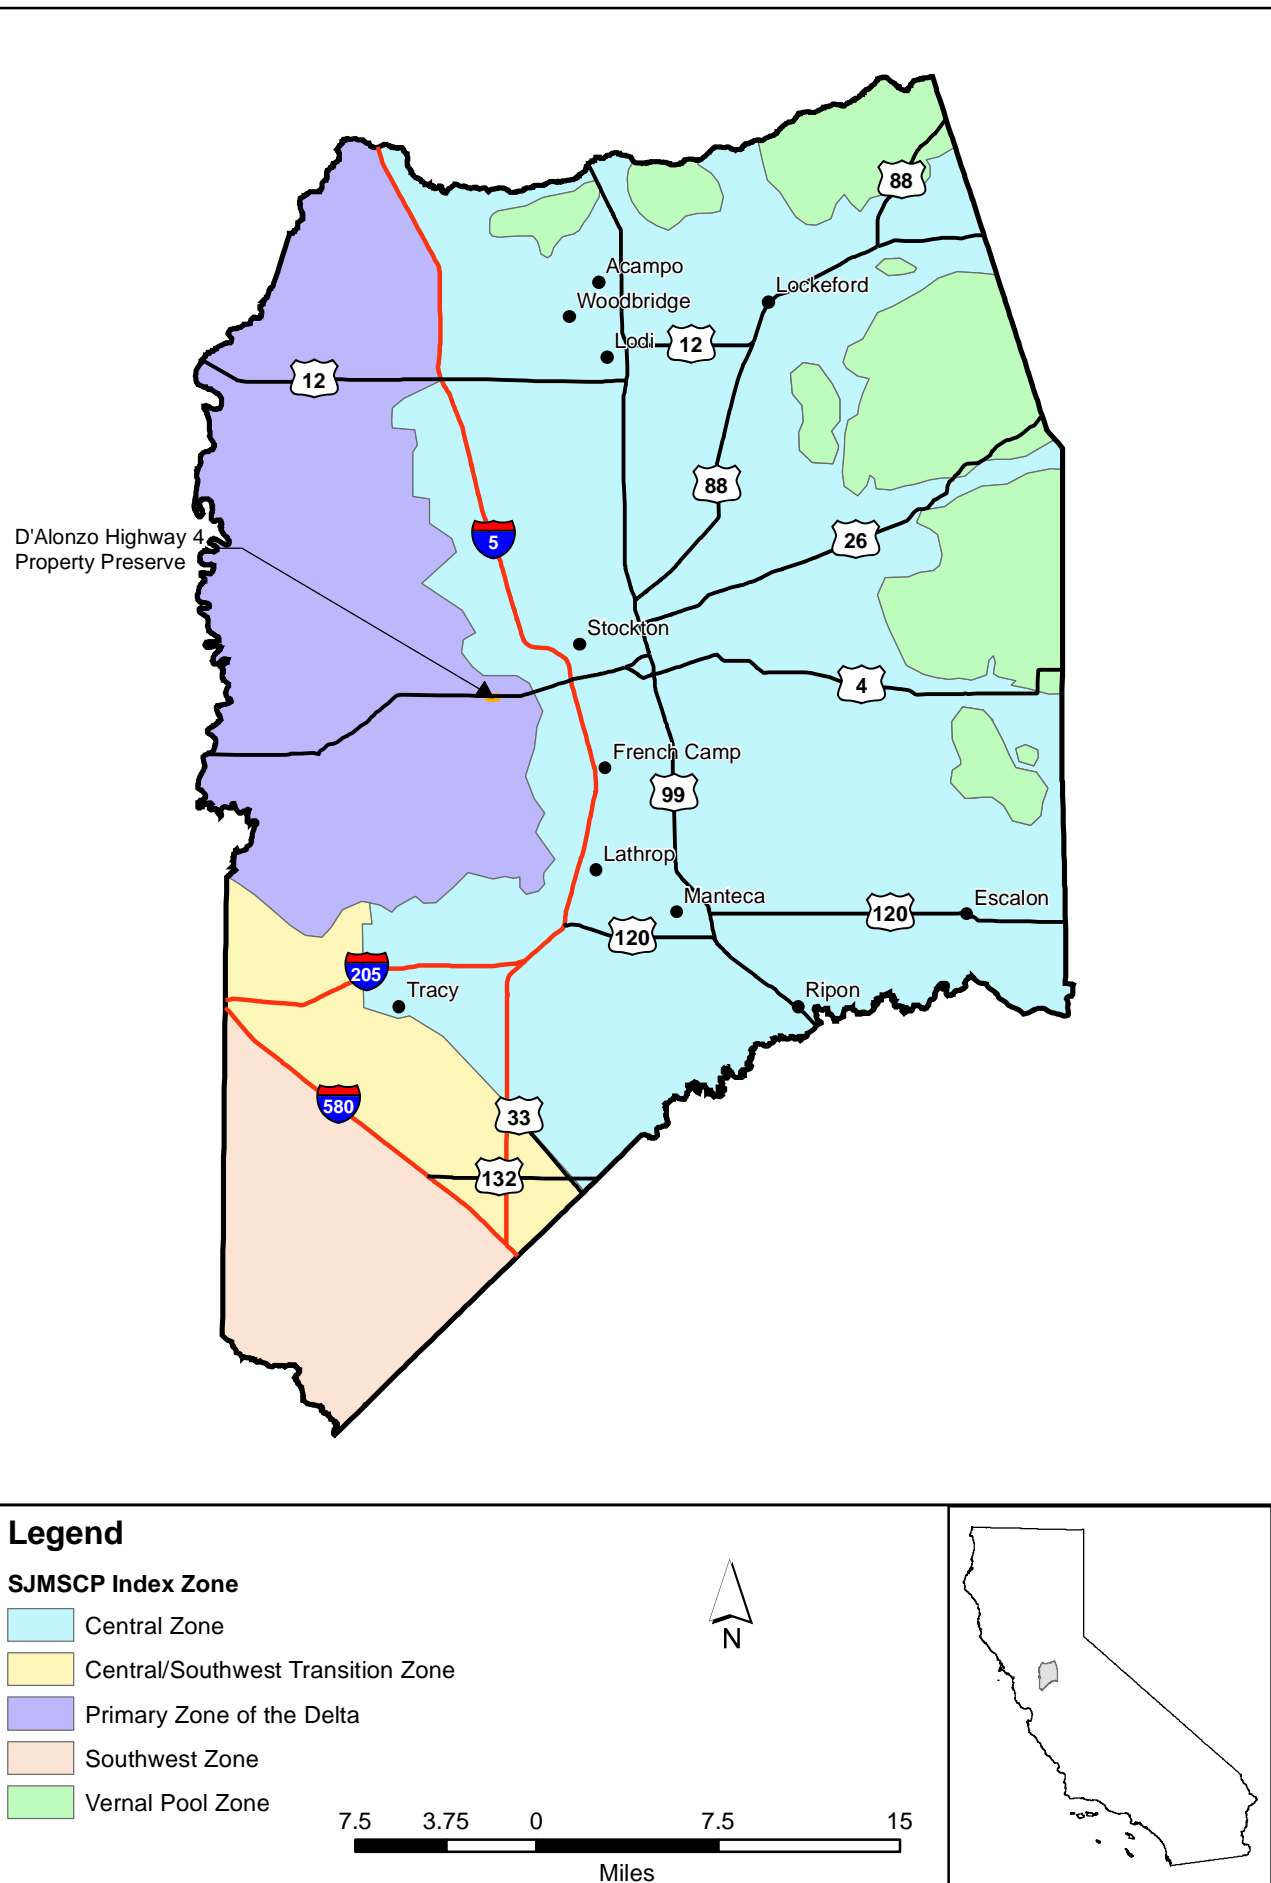 88
Acampo
Lockeford
Woodbridge
Lodi
12
12
88
D'Alonzo Highway 4
Property Preserve
5
26
Stockton
4
French Camp
99
Lathrop
Manteca
Escalon
120
120
205
Tracy
Ripon
580
33
132
Legend
SJMSCP Index Zone
Central Zone
Central/Southwest Transition Zone
Primary Zone of the Delta
Southwest Zone
Vernal Pool Zone
N
7.5 3.75 0 7.5 15
Miles